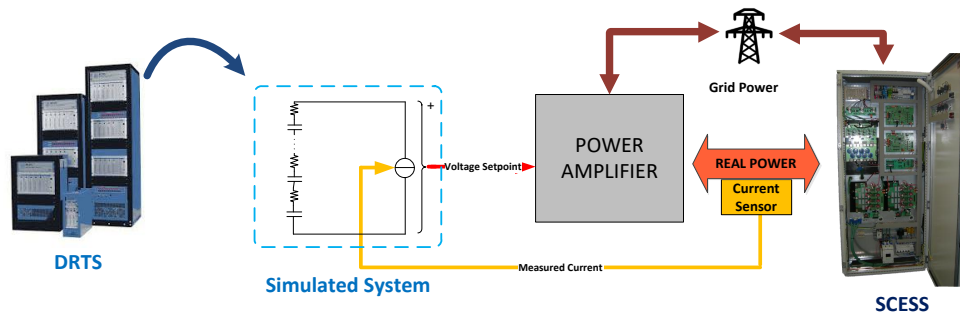 Grid Power
+
Voltage Setpoint
POWER
AMPLIFIER
REAL POWER
Current
Sensor
DRTS
Measured Current
Simulated System
SCESS